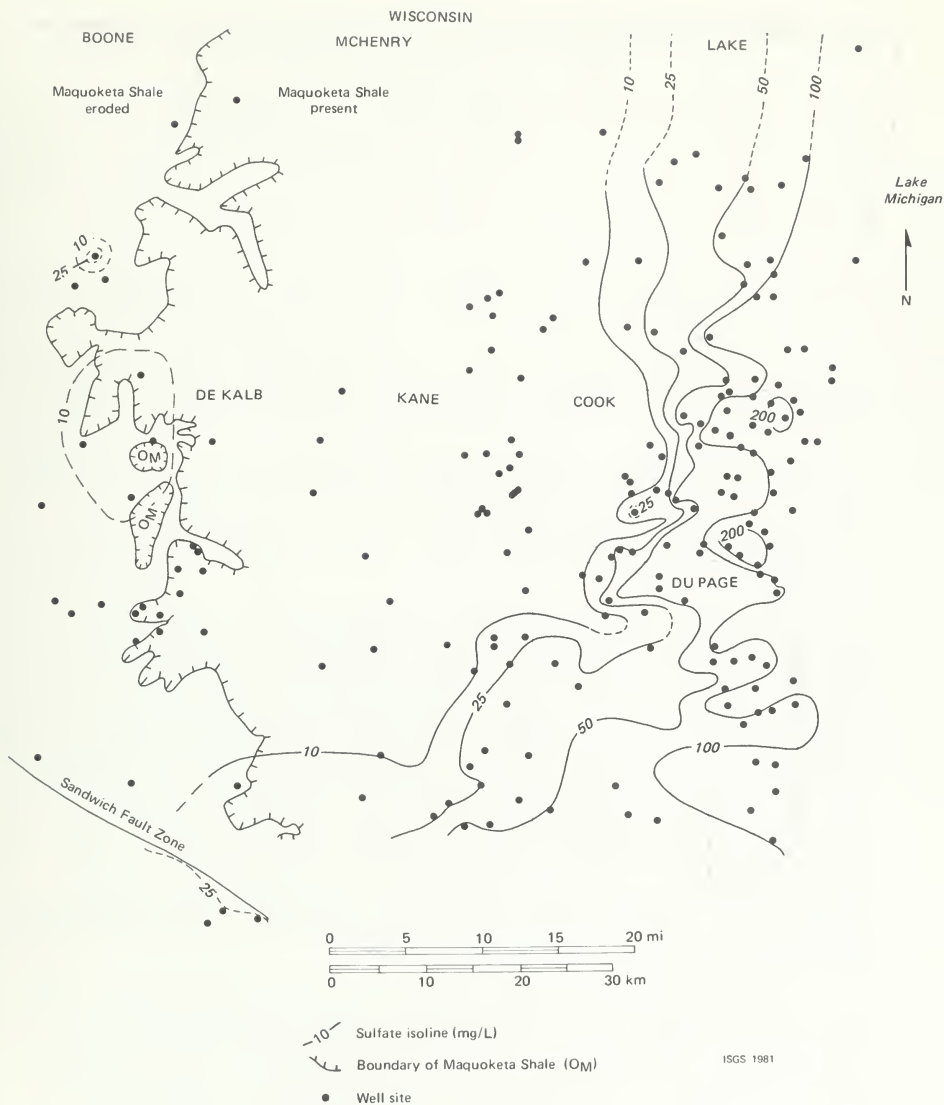 WISCONSIN
BOONE
MCHENRY
LAKE
Maquoketa Shale
eroded
Maquoketa Shale
present
10
25
50
100
Lake
Michigan
N
10
25
10
DE KALB
KANE
COOK
200
OM
25
OM
200
DU PAGE
25
50
10
100
Sandwich Fault Zone
25
0 5 10 15 20 mi
0 10 20 30 km
10 Sulfate isoline (mg/L)
Boundary of Maquoketa Shale (OM)
ISGS 1981
Well site